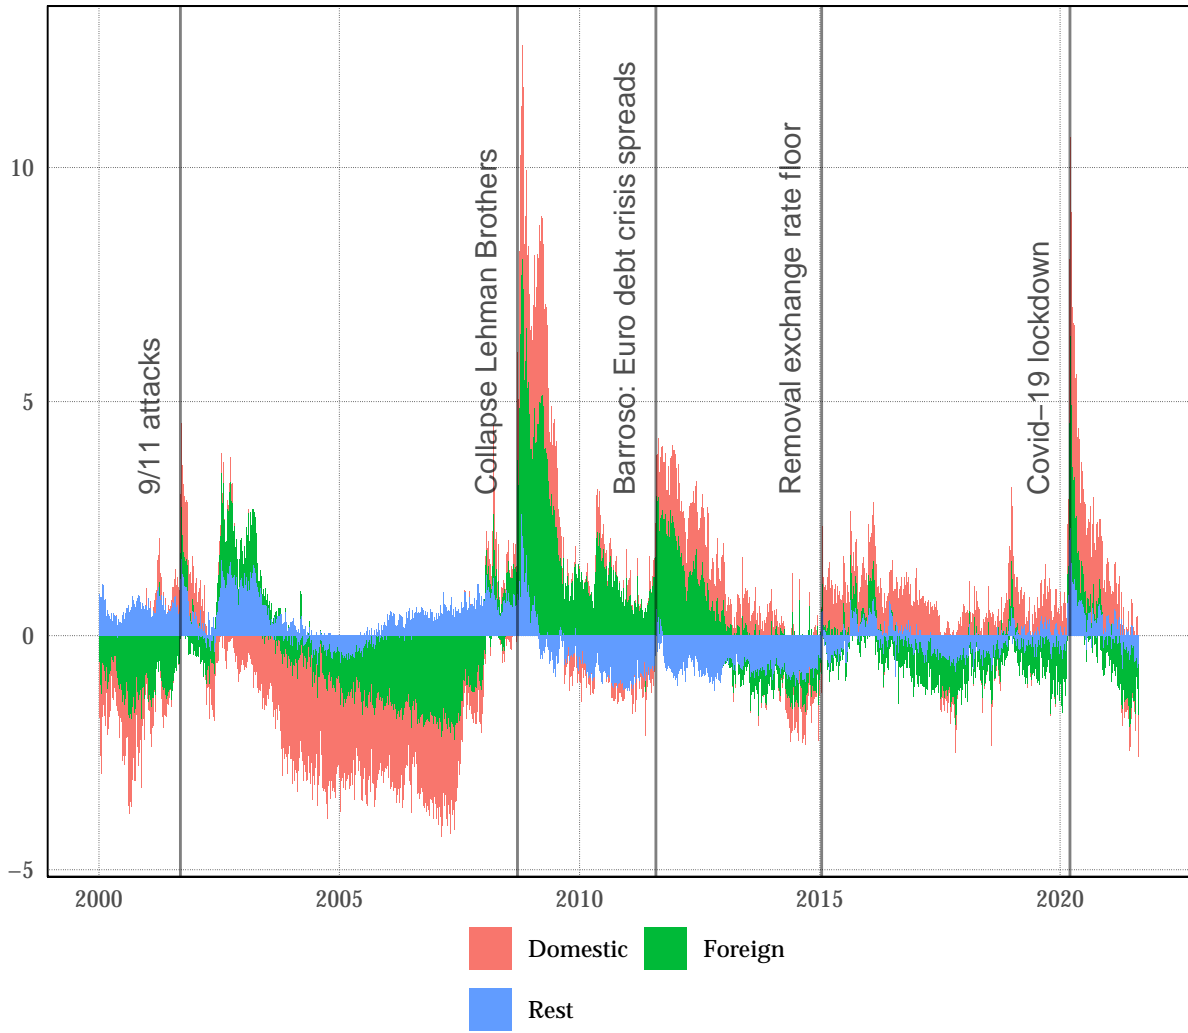 10
5
0
−5
9/11 attacks
Collapse Lehman Brothers
Barroso: Euro debt crisis spreads
Removal exchange rate floor
Covid−19 lockdown
2000
2005
2010
2015
2020
Domestic
Foreign
Rest